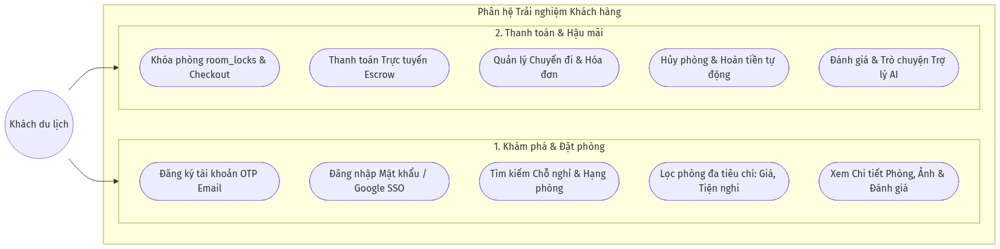 Phân hệ Trải nghiệm Khách hàng
2. Thanh toán & Hậu mãi
Khóa phòng room_locks &
Checkout
Thanh toán Trực tuyến
Escrow
Quản lý Chuyến đi & Hóa
đơn
Hủy phòng & Hoàn tiền tự
động
Đánh giá & Trò chuyện Trợ
lý AI
Khách du lịch
1. Khám phá & Đặt phòng
Đăng ký tài khoản OTP
Email
Đăng nhập Mật khẩu /
Google SSO
Tìm kiếm Chỗ nghỉ & Hạng
phòng
Lọc phòng đa tiêu chí: Giá,
Tiện nghi
Xem Chi tiết Phòng, Ảnh &
Đánh giá